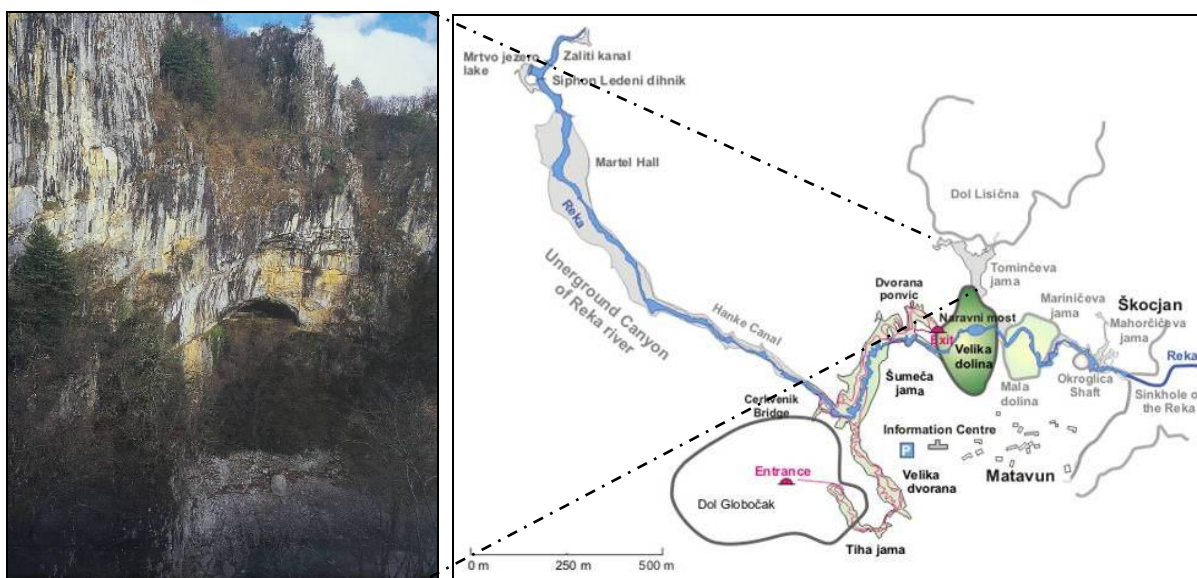 Mrtvo jezero
lake
Zaliti kanal
Siphon Ledeni dihnik
Martel Hall
Reka
Unerground Canyon
of Reka river
Hanke Canal
Cerkvenik
Bridge
Dol Lisična
Tominčeva
jama
Dvorana
ponvic
Naravni most
Exit
Velika
dolina
Mariničeva
jama
Škocjan
Mahorčičeva
jama
Reka
Mala
dolina
Okroglica
Shaft
Sinkhole of
the Reka
Šumeča
jama
Information Centre
P
Velika
dvorana
Matavun
Entrance
Dol Globočak
Tiha jama
0 m
250 m
500 m